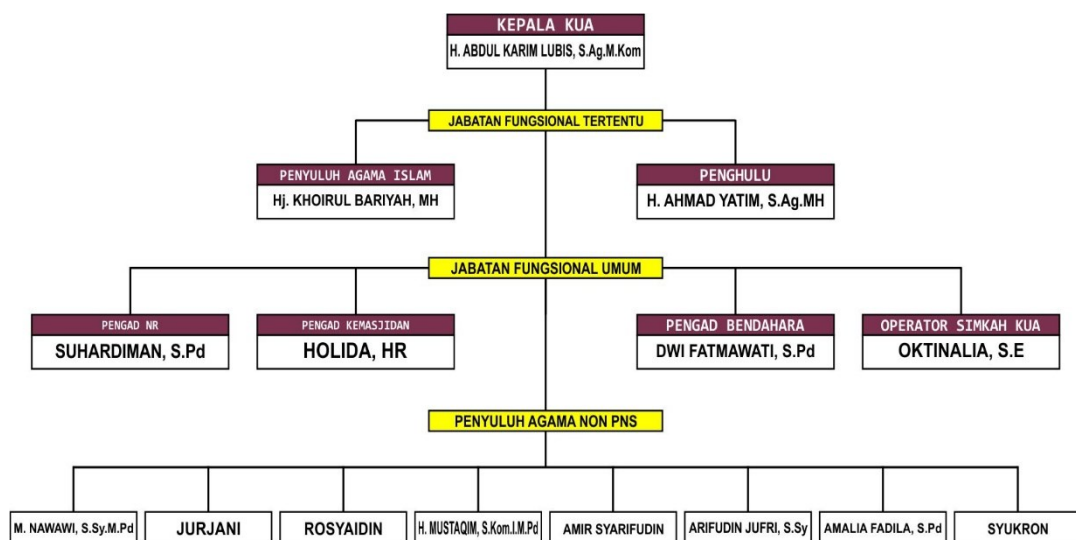 KEPALA KUA
H. ABDUL KARIM LUBIS, S.Ag.M.Kom
JABATAN FUNGSIONAL TERTENTU
PENYULUH AGAMA ISLAM
Hj. KHOIRUL BARIYAH, MH
PENGHULU
H. AHMAD YATIM, S.Ag.MH
JABATAN FUNGSIONAL UMUM
PENGAD NR
SUHARDIMAN, S.Pd
PENGAD KEMASJIDAN
HOLIDA, HR
PENGAD BENDAHARA
DWI FATMAWATI, S.Pd
OPERATOR SIMKAH KUA
OKTINALIA, S.E
PENYULUH AGAMA NON PNS
M. NAWAWI, S.Sy.M.Pd
JURJANI
ROSYAIDIN
H. MUSTAQIM, S.Kom.I.M.Pd
AMIR SYARIFUDIN
ARIFUDIN JUFRI, S.Sy
AMALIA FADILA, S.Pd
SYUKRON